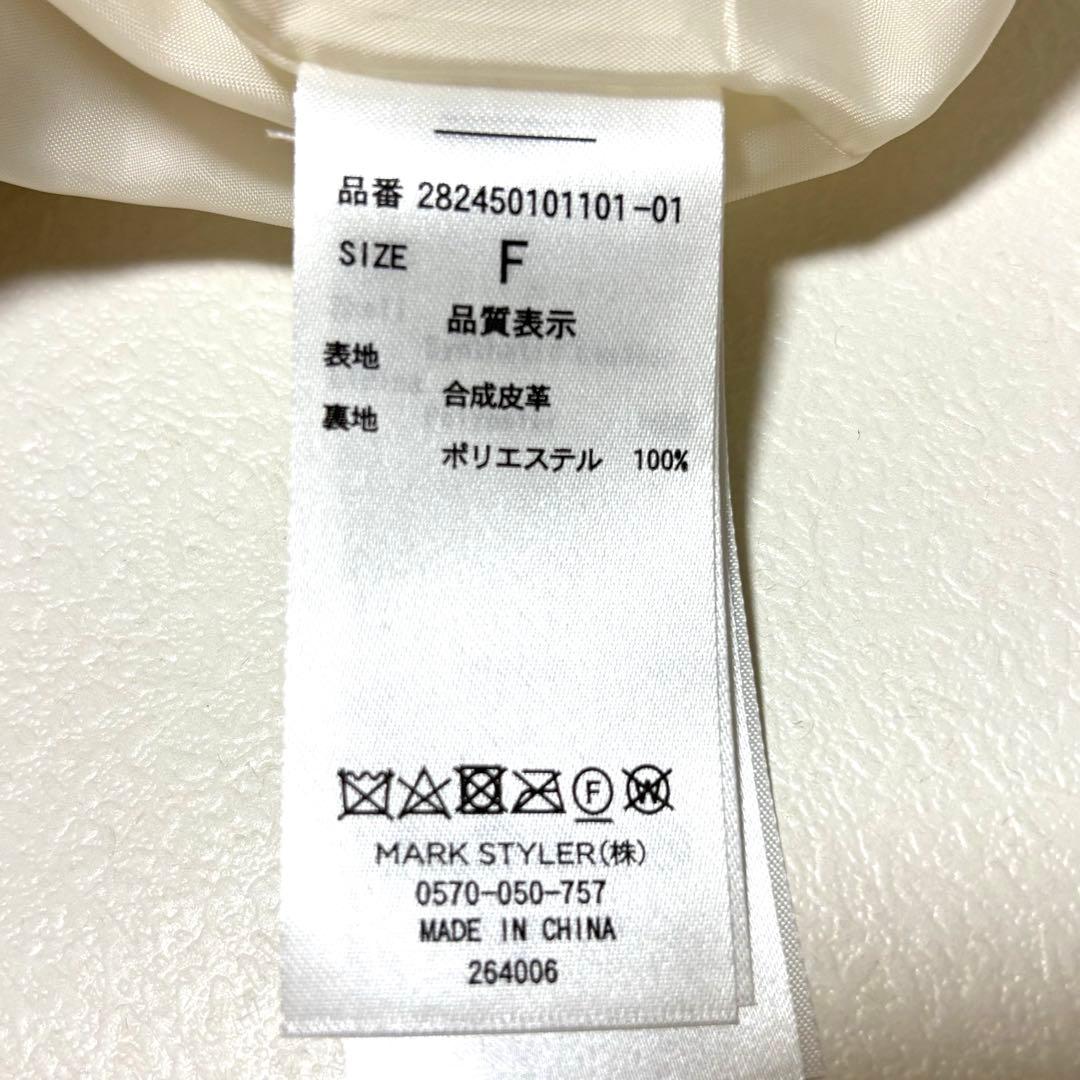 品番 282450101101-01
SIZE F
品質表示
表地
合成皮革
裏地
ポリエステル 100%
F
W
MARK STYLER(株)
0570-050-757
MADE IN CHINA
264006